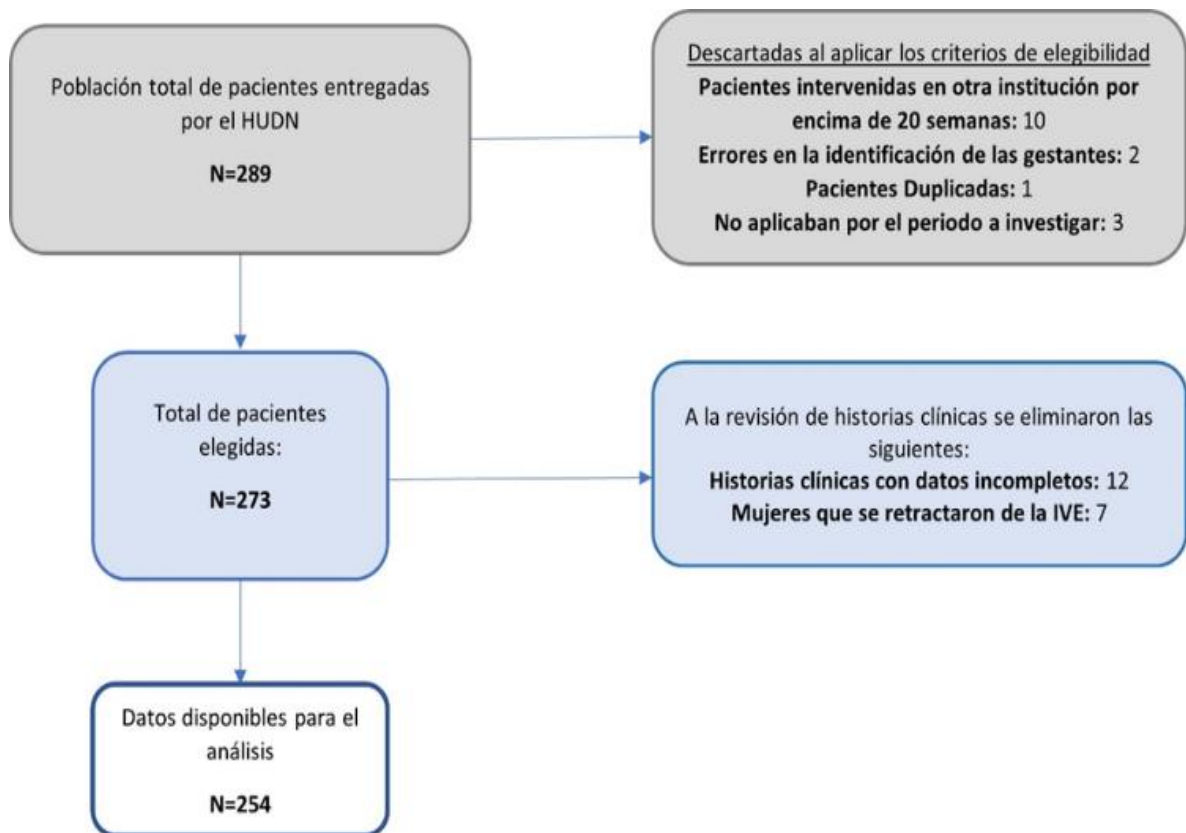 Población total de pacientes entregadas
por el HUDN
N=289
Descartadas al aplicar los criterios de elegibilidad
Pacientes intervenidas en otra institución por
encima de 20 semanas: 10
Errores en la identificación de las gestantes: 2
Pacientes Duplicadas: 1
No aplicaban por el periodo a investigar: 3
Total de pacientes
elegidas:
N=273
A la revisión de historias clínicas se eliminaron las
siguientes:
Historias clínicas con datos incompletos: 12
Mujeres que se retractaron de la IVE: 7
Datos disponibles para el
análisis
N=254